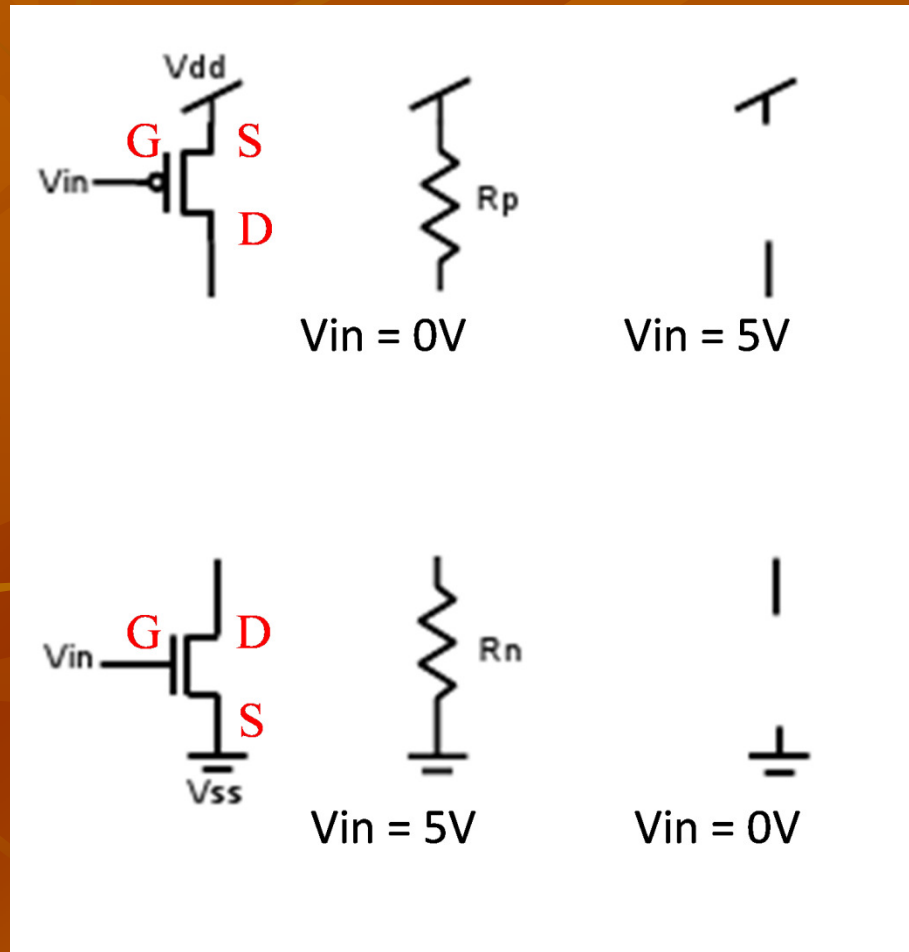 Vdd
G S
Vin
D
Rp
Vin = 0V
Vin = 5V
G D
Vin
S
Vss
Rn
Vin = 5V
Vin = 0V